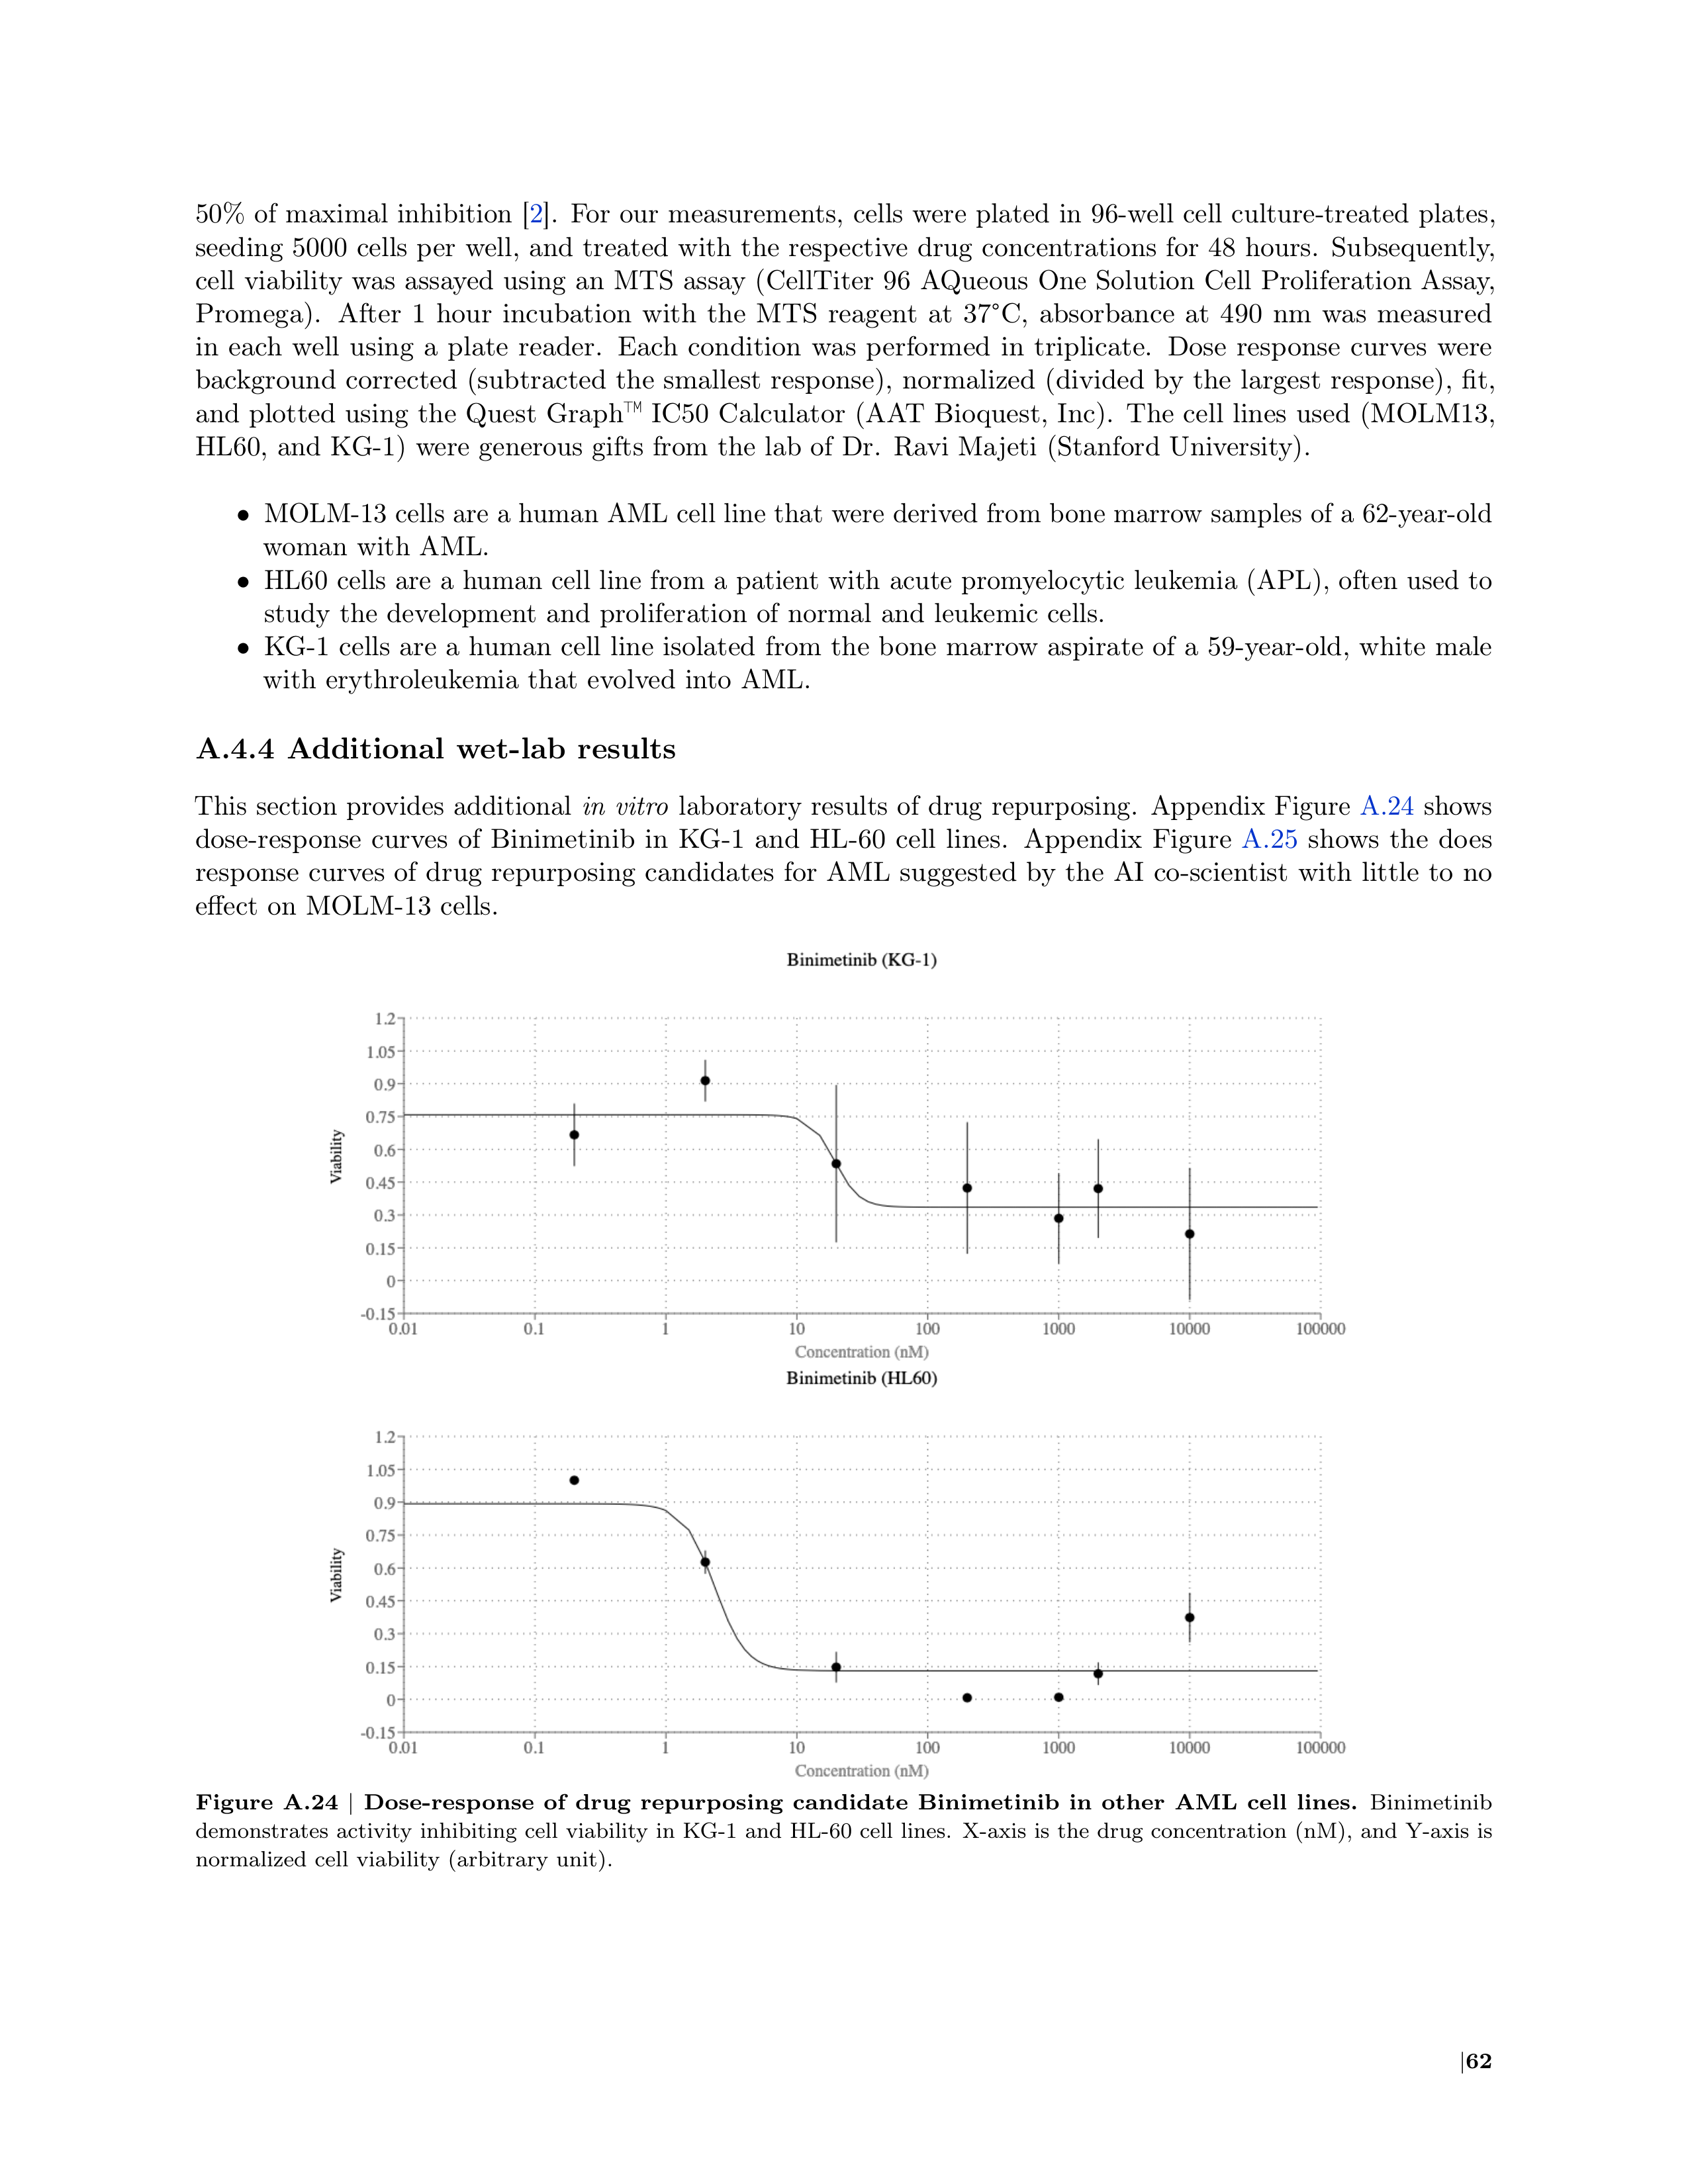 50% of maximal inhibition [2]. For our measurements, cells were plated in 96-well cell culture-treated plates,
seeding 5000 cells per well, and treated with the respective drug concentrations for 48 hours. Subsequently,
cell viability was assayed using an MTS assay (CellTiter 96 AQueous One Solution Cell Proliferation Assay,
Promega). After 1 hour incubation with the MTS reagent at 37°C, absorbance at 490 nm was measured
in each well using a plate reader. Each condition was performed in triplicate. Dose response curves were
background corrected (subtracted the smallest response), normalized (divided by the largest response), fit,
and plotted using the Quest Graph™ IC50 Calculator (AAT Bioquest, Inc). The cell lines used (MOLM13,
HL60, and KG-1) were generous gifts from the lab of Dr. Ravi Majeti (Stanford University).
• MOLM-13 cells are a human AML cell line that were derived from bone marrow samples of a 62-year-old
woman with AML.
• HL60 cells are a human cell line from a patient with acute promyelocytic leukemia (APL), often used to
study the development and proliferation of normal and leukemic cells.
• KG-1 cells are a human cell line isolated from the bone marrow aspirate of a 59-year-old, white male
with erythroleukemia that evolved into AML.
A.4.4 Additional wet-lab results
This section provides additional in vitro laboratory results of drug repurposing. Appendix Figure A.24 shows
dose-response curves of Binimetinib in KG-1 and HL-60 cell lines. Appendix Figure A.25 shows the does
response curves of drug repurposing candidates for AML suggested by the AI co-scientist with little to no
effect on MOLM-13 cells.
Binimetinib (KG-1)
1.2
1.05
0.9
0.75
0.6
0.45
0.3
0.15
0
-0.15
Viability
0.01 0.1 1 10 100 1000 10000 100000
Concentration (nM)
Binimetinib (HL60)
1.2
1.05
0.9
0.75
0.6
0.45
0.3
0.15
0
-0.15
Viability
0.01 0.1 1 10 100 1000 10000 100000
Concentration (nM)
Figure A.24 | Dose-response of drug repurposing candidate Binimetinib in other AML cell lines. Binimetinib
demonstrates activity inhibiting cell viability in KG-1 and HL-60 cell lines. X-axis is the drug concentration (nM), and Y-axis is
normalized cell viability (arbitrary unit).
|62